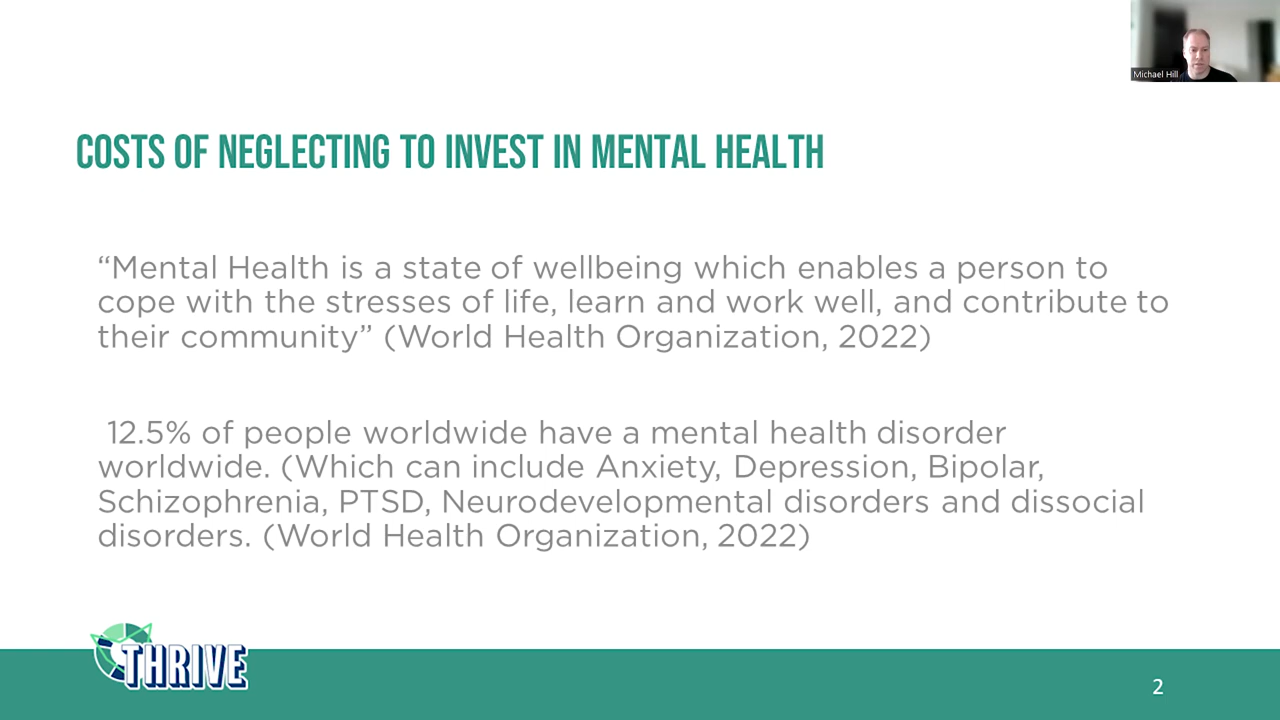 Michael Hill
COSTS OF NEGLECTING TO INVEST IN MENTAL HEALTH
“Mental Health is a state of wellbeing which enables a person to
cope with the stresses of life, learn and work well, and contribute to
their community” (World Health Organization, 2022)
12.5% of people worldwide have a mental health disorder
worldwide. (Which can include Anxiety, Depression, Bipolar,
Schizophrenia, PTSD, Neurodevelopmental disorders and dissocial
disorders. (World Health Organization, 2022)
THRIVE
2